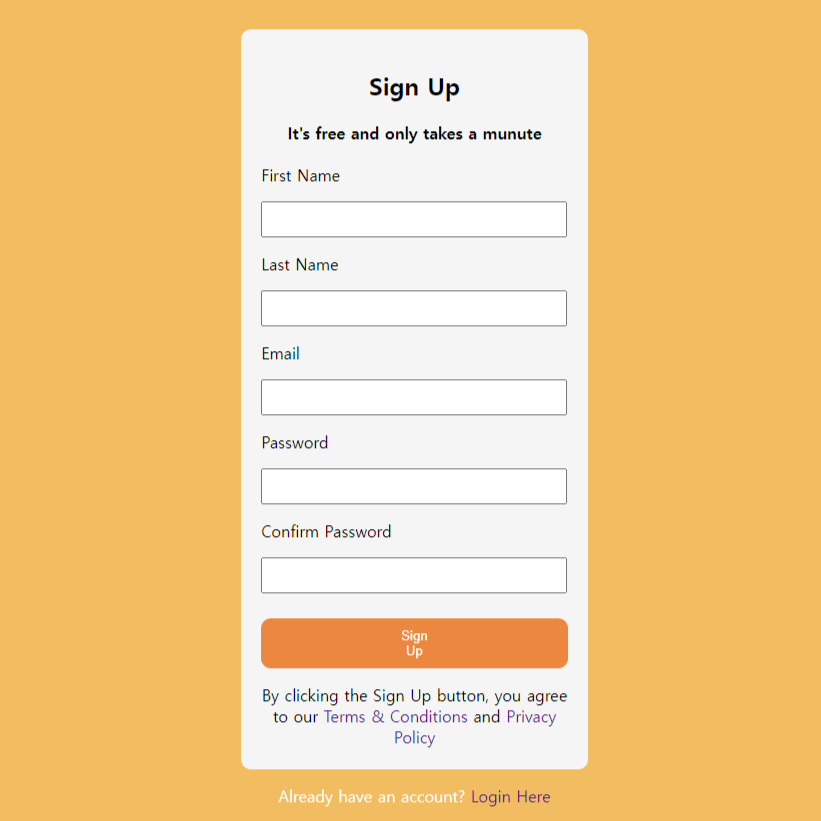 Sign Up
It's free and only takes a munute
First Name
Last Name
Email
Password
Confirm Password
Sign
Up
By clicking the Sign Up button, you agree
to our Terms & Conditions and Privacy
Policy
Already have an account? Login Here